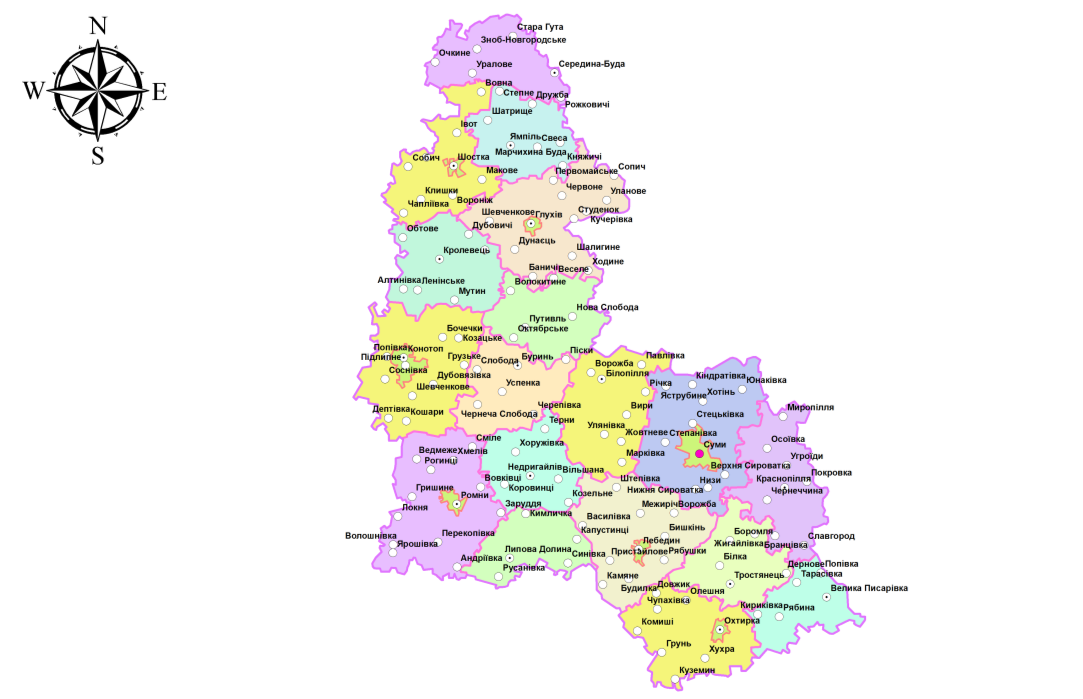 N
W
E
S
Стара Гута
Зноб-Новгородське
Очкине
Уралове
Середина-Буда
Вовна
Степне
Дружба
Рожковичі
Шатрище
Івот
Ямпіль
Свеса
Марчихина Буда
Княжичі
Собич
Шостка
Первомайське
Сопич
Макове
Клишки
Червоне
Уланове
Чапліївка
Вороніж
Шевченкове
Глухів
Студенок
Кучерівка
Обтове
Дубовичі
Дунаєць
Шалигине
Кролевець
Ходине
Баничі
Веселе
Алтинівка
Ленінське
Волокитине
Мутин
Нова Слобода
Путивль
Бочечки
Октябрське
Козацьке
Попівка
Конотоп
Підлипне
Грузьке
Слобода
Буринь
Піски
Павлівка
Ворожба
Соснівка
Дубовязівка
Білопілля
Кіндратівка
Юнаківка
Шевченкове
Успенка
Річка
Яструбине
Хотінь
Дептівка
Кошари
Чернеча Слобода
Черепівка
Вири
Стецьківка
Миропілля
Терни
Улянівка
Жовтневе
Степанівка
Сміле
Хоружівка
Суми
Осоївка
Ведмеже
Хмелів
Марківка
Угроїди
Рогинці
Недригайлів
Вільшана
Верхня Сироватка
Покровка
Вовківці
Штепівка
Низи
Краснопілля
Гришине
Коровинці
Козельне
Нижня Сироватка
Чернеччина
Ромни
Заруддя
Межиріч
Ворожба
Локня
Кимличка
Василівка
Бишкінь
Боромля
Волошнівка
Перекопівка
Капустинці
Лебедин
Жигайлівка
Славгород
Ярошівка
Липова Долина
Синівка
Пристайлове
Рябушки
Бранцівка
Андріївка
Білка
Русанівка
Дернове
Попівка
Камяне
Тростянець
Тарасівка
Будилка
Довжик
Олешня
Велика Писарівка
Чупахівка
Кириківка
Рябина
Комиші
Охтирка
Грунь
Хухра
Куземин